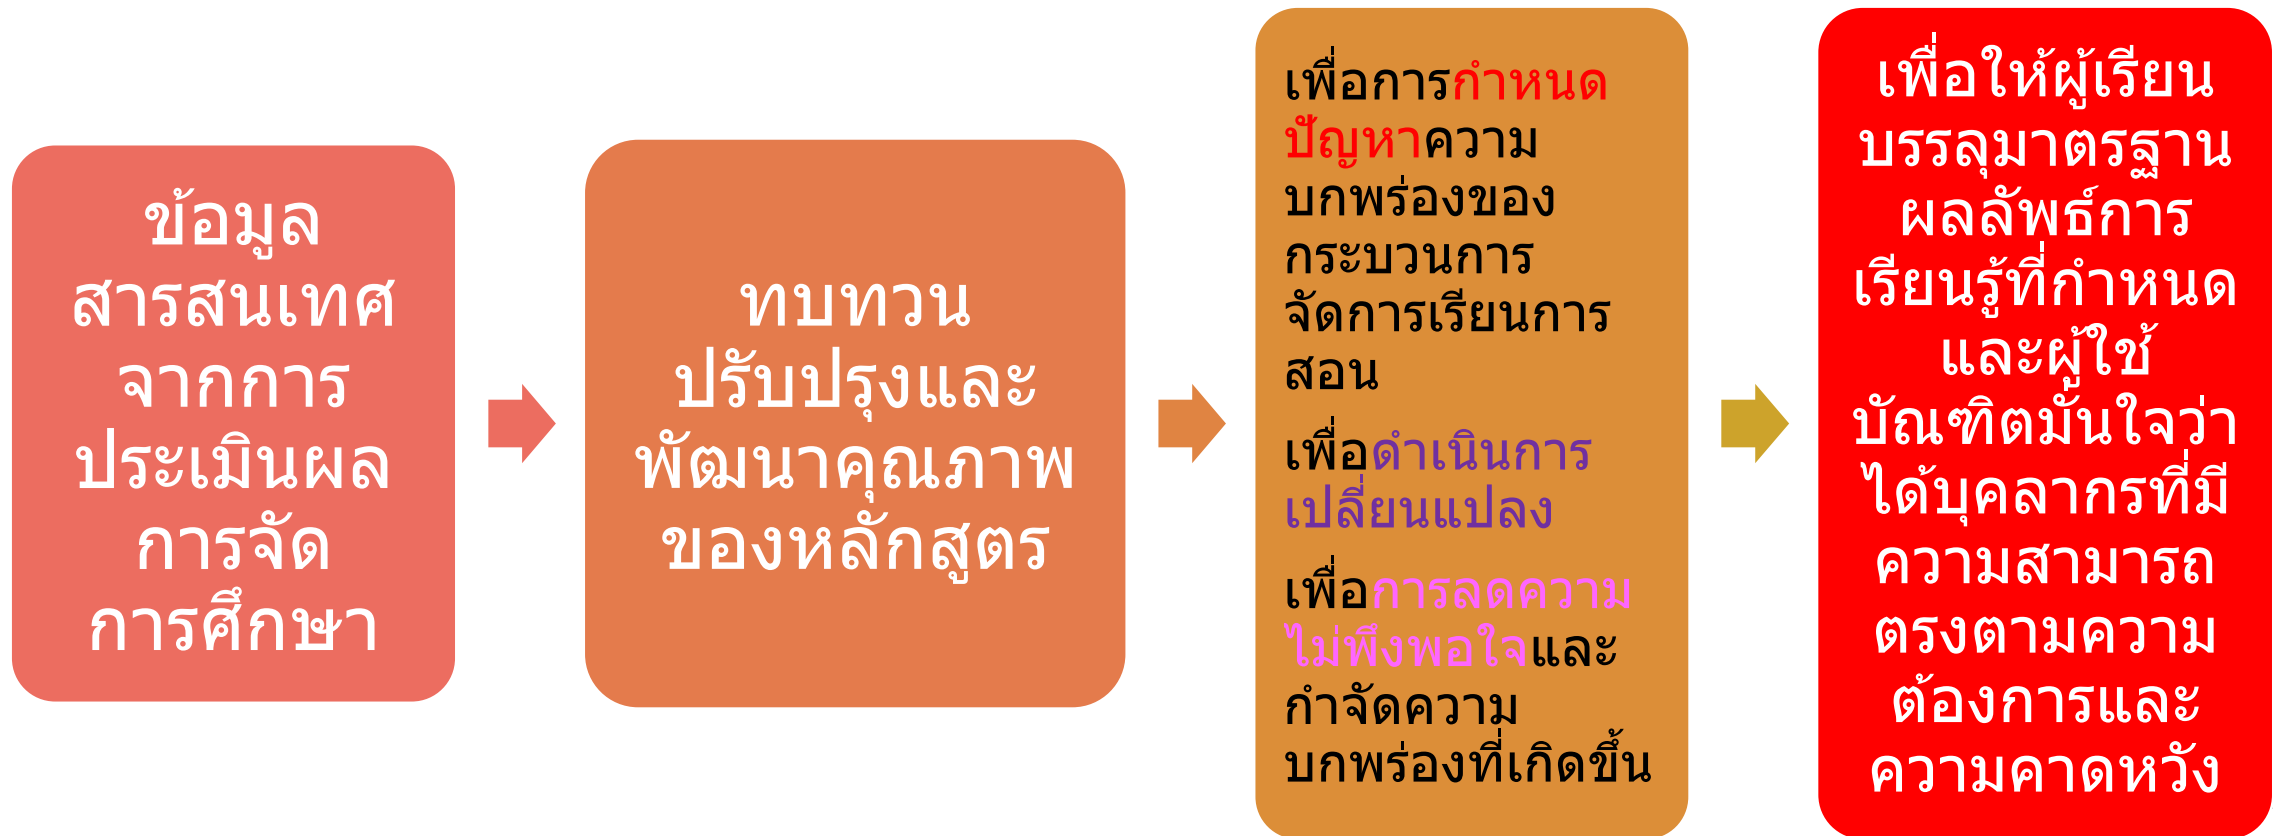 ข้อมูล
สารสนเทศ
จากการ
ประเมินผล
การจัด
การศึกษา
ทบทวน
ปรับปรุงและ
พัฒนาคุณภาพ
ของหลักสูตร
เพื่อการกำหนด
ปัญหาความ
บกพร่องของ
กระบวนการ
จัดการเรียนการ
สอน
เพื่อดำเนินการ
เปลี่ยนแปลง
เพื่อการลดความ
ไม่พึงพอใจและ
กำจัดความ
บกพร่องที่เกิดขึ้น
เพื่อให้ผู้เรียน
บรรลุมาตรฐาน
ผลลัพธ์การ
เรียนรู้ที่กำหนด
และผู้ใช้
บัณฑิตมั่นใจว่า
ได้บุคลากรที่มี
ความสามารถ
ตรงตามความ
ต้องการและ
ความคาดหวัง